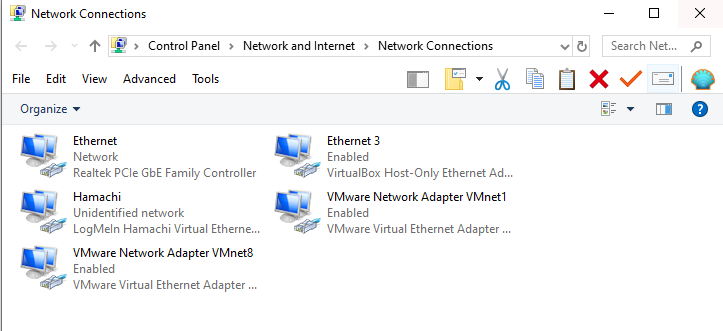 Network Connections
Control Panel > Network and Internet > Network Connections
Search Net...
File Edit View Advanced Tools
Organize
Ethernet
Network
Realtek PCIe GbE Family Controller
Ethernet 3
Enabled
VirtualBox Host-Only Ethernet Ad...
Hamachi
Unidentified network
LogMeIn Hamachi Virtual Etherne...
VMware Network Adapter VMnet1
Enabled
VMware Virtual Ethernet Adapter ...
VMware Network Adapter VMnet8
Enabled
VMware Virtual Ethernet Adapter ...